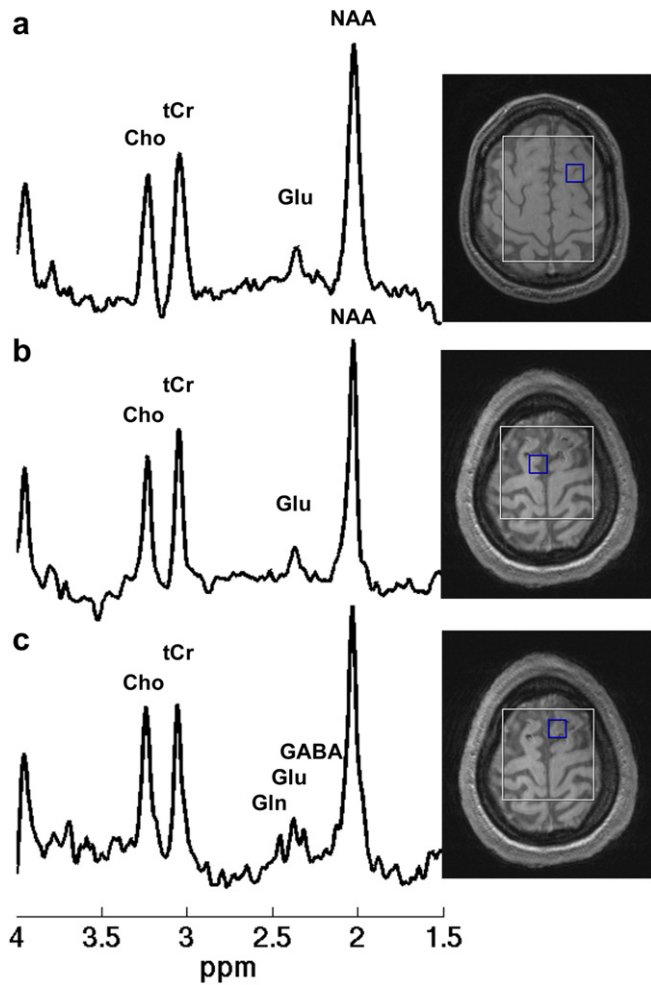 a
NAA
tCr
Cho
Glu
NAA
b
tCr
Cho
Glu
c
tCr
Cho
GABA
Glu
Gln
4 3.5 3 2.5 2 1.5
ppm